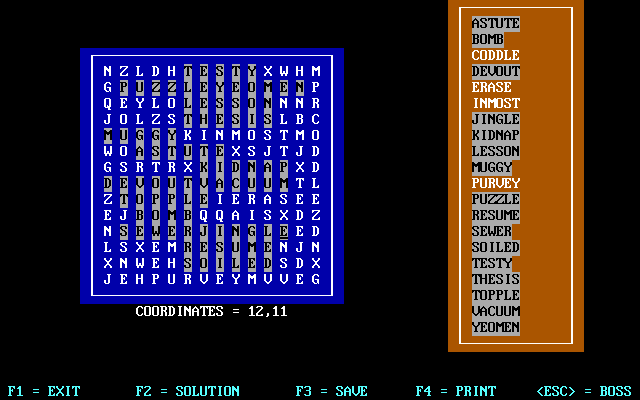 N Z L D H T E S T Y X W H M
G P U Z Z L E Y E O M E N P
Q E Y L O L E S S O N N N R
J O L Z S T H E S I S L B C
M U G G Y K I N M O S T M O
W O A S T U T E X S J T J D
G S R T R X K I D N A P X D
D E V O U T V A C U U M T L
Z T O P P L E I E R A S E E
E J B O M B Q Q A I S X D Z
N S E W E R J I N G L E E D
L S X E M R E S U M E N J N
X N W E H S O I L E D S D X
J E H P U R V E Y M V V E G
COORDINATES = 12,11
ASTUTE
BOMB
CODDLE
DEVOUT
ERASE
INMOST
JINGLE
KIDNAP
LESSON
MUGGY
PURVEY
PUZZLE
RESUME
SEWER
SOILED
TESTY
THESIS
TOPPLE
VACUUM
YEOMEN
F1 = EXIT F2 = SOLUTION F3 = SAVE F4 = PRINT <ESC> = BOSS